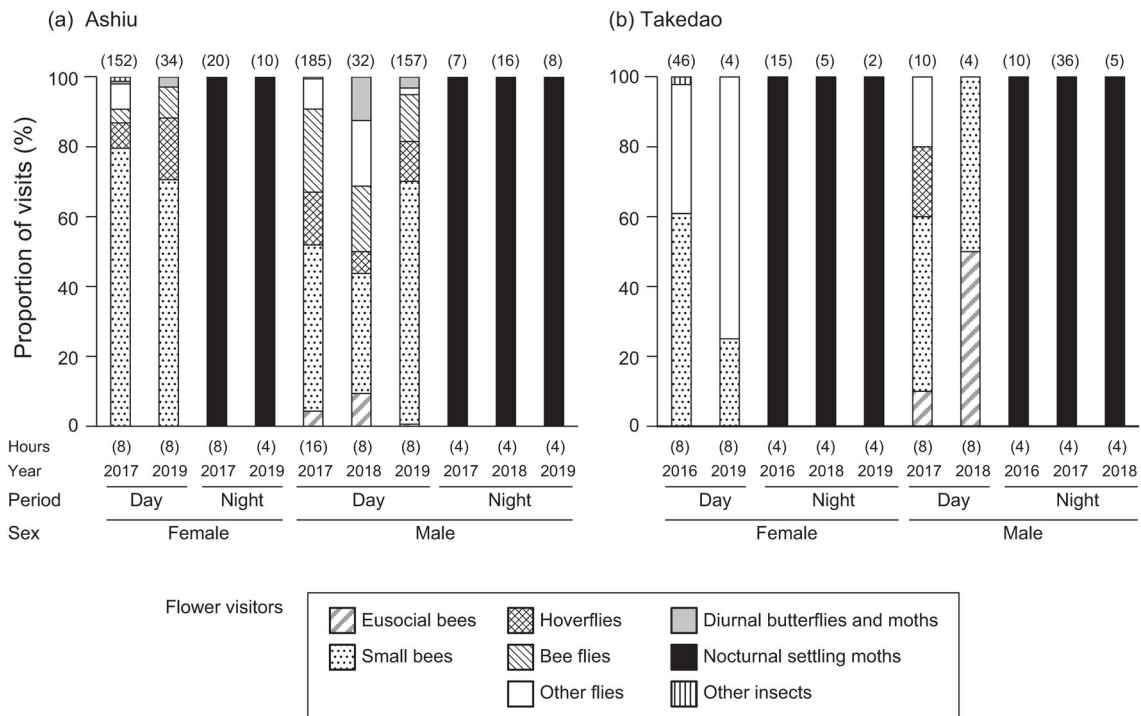 (a) Ashiu
(b) Takedao
(152) (34) (20) (10) (185) (32) (157) (7) (16) (8)
(46) (4) (15) (5) (2) (10) (4) (10) (36) (5)
Proportion of visits (%)
100
80
60
40
20
0
100
80
60
40
20
0
Hours (8) (8) (8) (4) (16) (8) (8) (4) (4) (4)
(8) (8) (4) (4) (4) (8) (8) (4) (4) (4)
Year 2017 2019 2017 2019 2017 2018 2019 2017 2018 2019
2016 2019 2016 2018 2019 2017 2018 2016 2017 2018
Period Day Night Day Night
Day Night Day Night
Sex Female Male
Female Male
Flower visitors
Eusocial bees
Small bees
Hoverflies
Bee flies
Other flies
Diurnal butterflies and moths
Nocturnal settling moths
Other insects